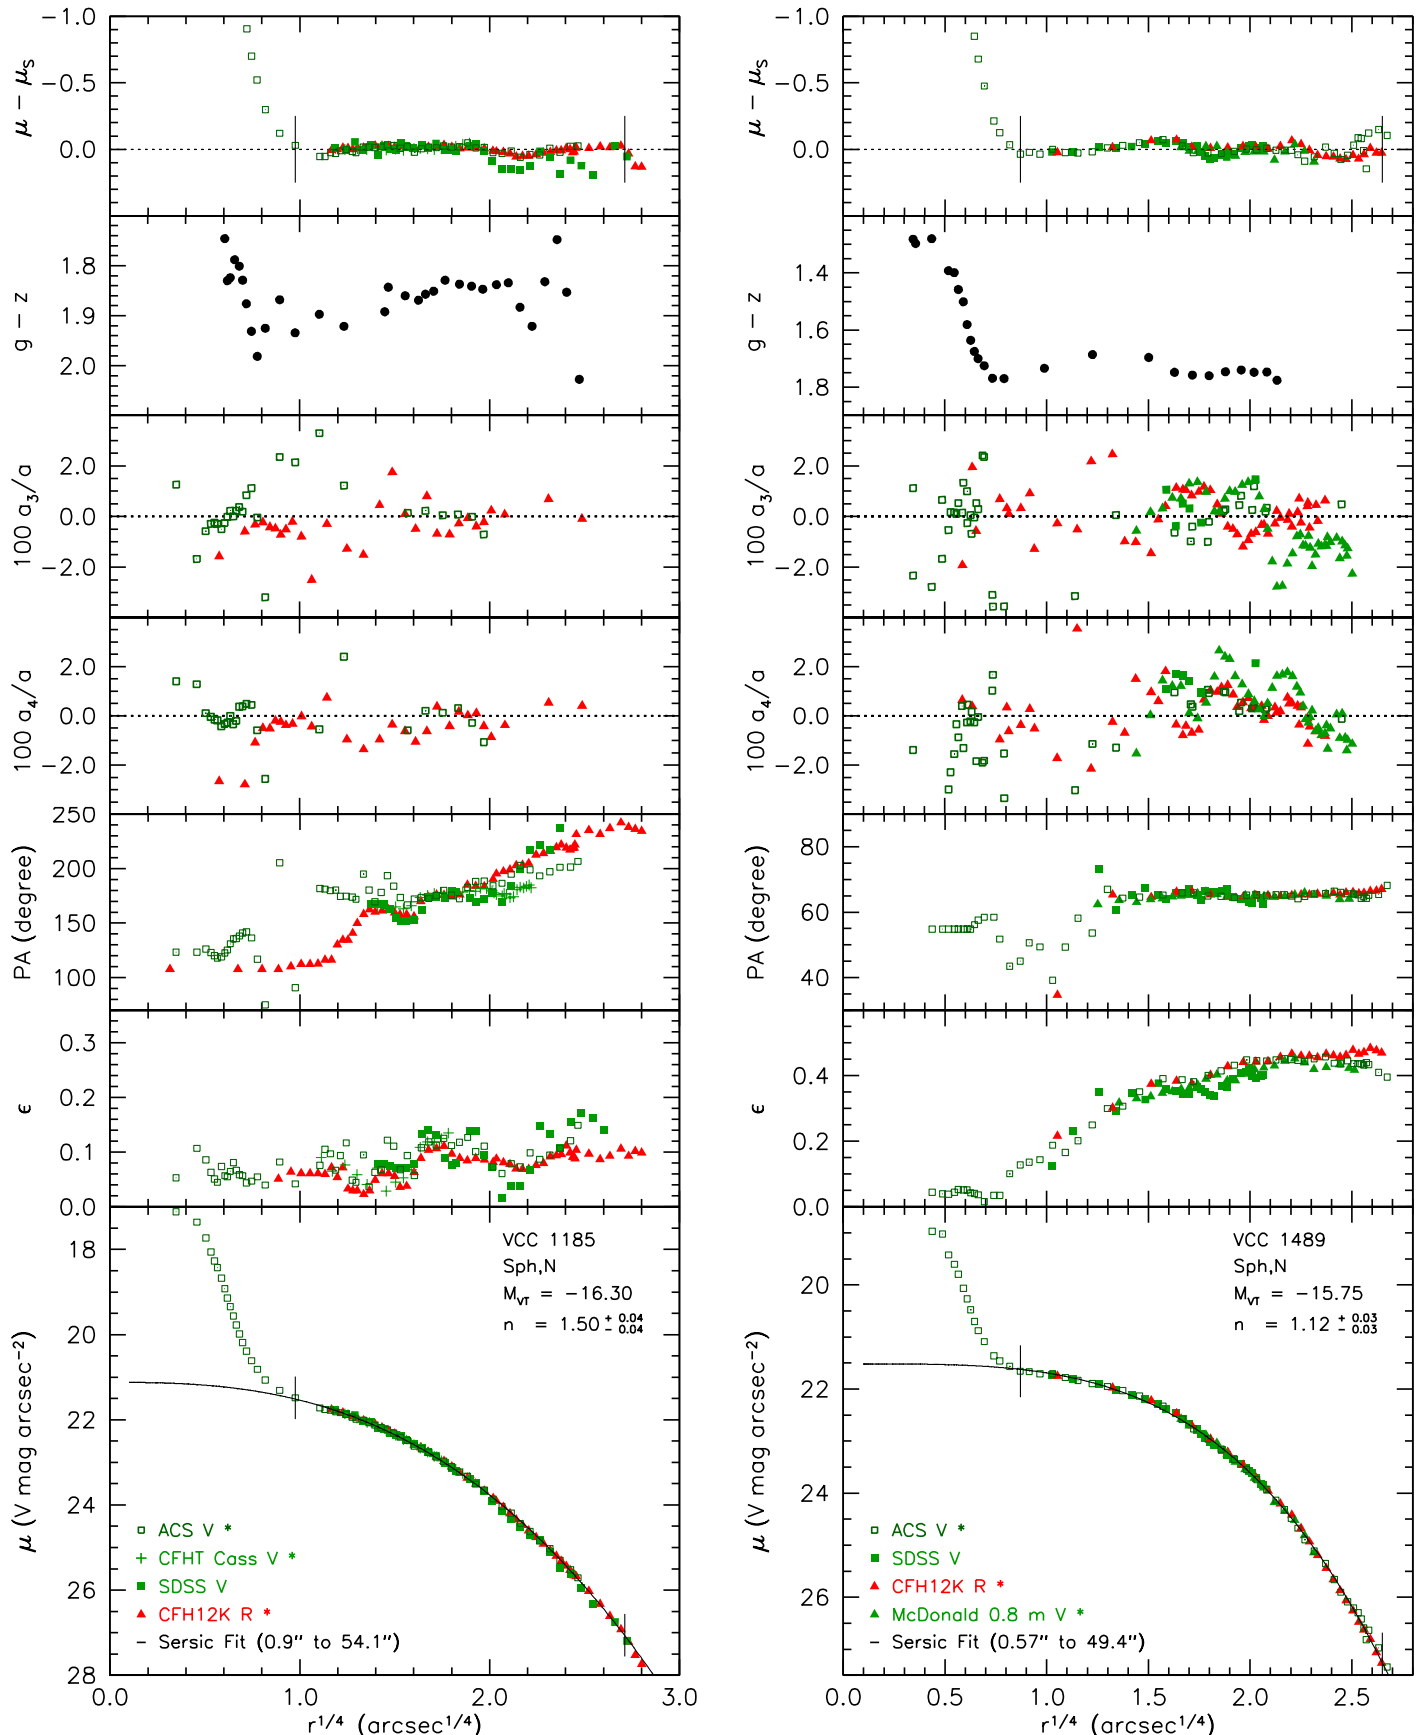 −1.0
−0.5
0.0
μ − μS
1.8
1.9
2.0
g − z
2.0
0.0
−2.0
100 a3/a
2.0
0.0
−2.0
100 a4/a
250
200
150
100
PA (degree)
0.3
0.2
0.1
0.0
ϵ
18
20
22
24
26
28
μ (V mag arcsec−2)
VCC 1185
Sph,N
MVT = −16.30
n = 1.50 + 0.04 − 0.04
ACS V *
CFHT Cass V *
SDSS V
CFH12K R *
− Sersic Fit (0.9″ to 54.1″)
0.0 1.0 2.0 3.0
r1/4 (arcsec1/4)
−1.0
−0.5
0.0
μ − μS
1.4
1.6
1.8
g − z
2.0
0.0
−2.0
100 a3/a
2.0
0.0
−2.0
100 a4/a
80
60
40
PA (degree)
0.4
0.2
0.0
ϵ
20
22
24
26
μ (V mag arcsec−2)
VCC 1489
Sph,N
MVT = −15.75
n = 1.12 + 0.03 − 0.03
ACS V *
SDSS V
CFH12K R *
McDonald 0.8 m V *
− Sersic Fit (0.57″ to 49.4″)
0.0 0.5 1.0 1.5 2.0 2.5
r1/4 (arcsec1/4)